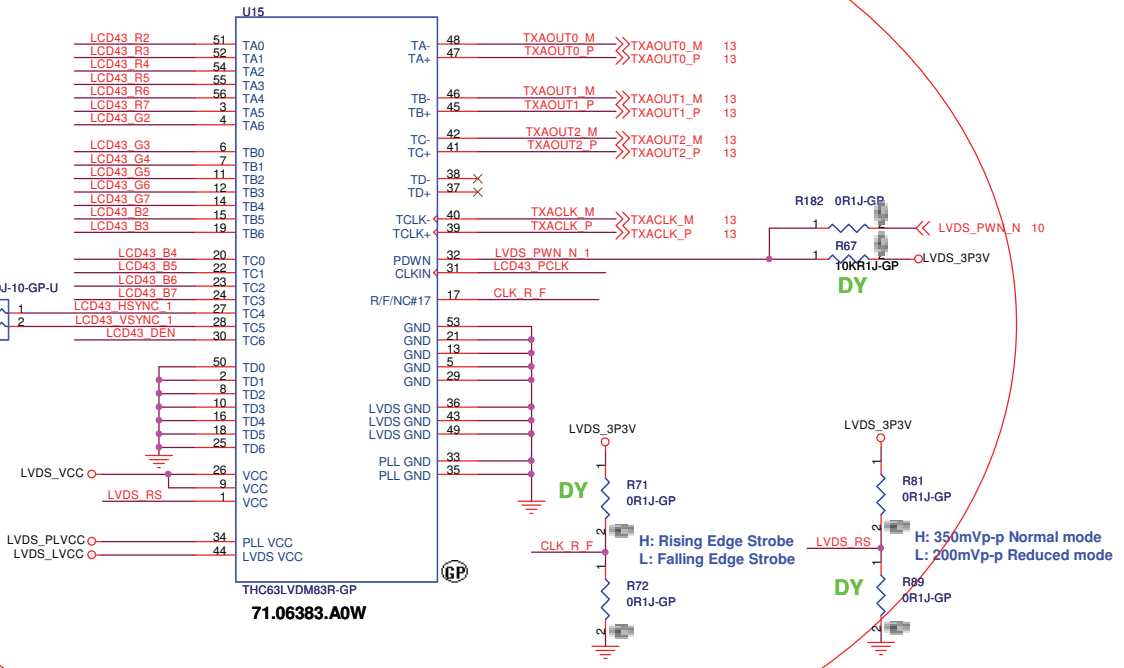 U15
LCD43_R2 51 TA0 TA- 48 TXAOUT0_M TXAOUT0_M 13
LCD43_R3 52 TA1 TA+ 47 TXAOUT0_P TXAOUT0_P 13
LCD43_R4 54 TA2
LCD43_R5 55 TA3
LCD43_R6 56 TA4 TB- 46 TXAOUT1_M TXAOUT1_M 13
LCD43_R7 3 TA5 TB+ 45 TXAOUT1_P TXAOUT1_P 13
LCD43_G2 4 TA6
TC- 42 TXAOUT2_M TXAOUT2_M 13
LCD43_G3 6 TB0 TC+ 41 TXAOUT2_P TXAOUT2_P 13
LCD43_G4 7 TB1
LCD43_G5 11 TB2 TD- 38
LCD43_G6 12 TB3 TD+ 37
LCD43_G7 14 TB4
LCD43_B2 15 TB5 TCLK- 40 TXACLK_M TXACLK_M 13
LCD43_B3 19 TB6 TCLK+ 39 TXACLK_P TXACLK_P 13
R182 0R1J-GP
1 LVDS_PWN_N 10
LCD43_B4 20 TC0 PDWN 32 LVDS_PWN_N_1
R67
1 LVDS_3P3V
10KR1J-GP
DY
LCD43_B5 22 TC1 CLKIN 31 LCD43_PCLK
LCD43_B6 23 TC2
LCD43_B7 24 TC3 R/F/NC#17 17 CLK_R_F
J-10-GP-U
1 LCD43_HSYNC_1 27 TC4
2 LCD43_VSYNC_1 28 TC5 GND 53
LCD43_DEN 30 TC6 GND 21
GND 13
50 TD0 GND 5
2 TD1 GND 29
8 TD2
10 TD3 LVDS GND 36
16 TD4 LVDS GND 43
18 TD5 LVDS GND 49
25 TD6
PLL GND 33
LVDS_VCC 26 VCC PLL GND 35
9 VCC
LVDS_RS 1 VCC
LVDS_PLVCC 34 PLL VCC
LVDS_LVCC 44 LVDS VCC
THC63LVDM83R-GP
71.06383.A0W
GP
LVDS_3P3V
1
DY
R71
0R1J-GP
2
CLK_R_F
H: Rising Edge Strobe
L: Falling Edge Strobe
1
R72
0R1J-GP
2
LVDS_3P3V
1
R81
0R1J-GP
2
LVDS_RS
H: 350mVp-p Normal mode
L: 200mVp-p Reduced mode
1
DY
R89
0R1J-GP
2